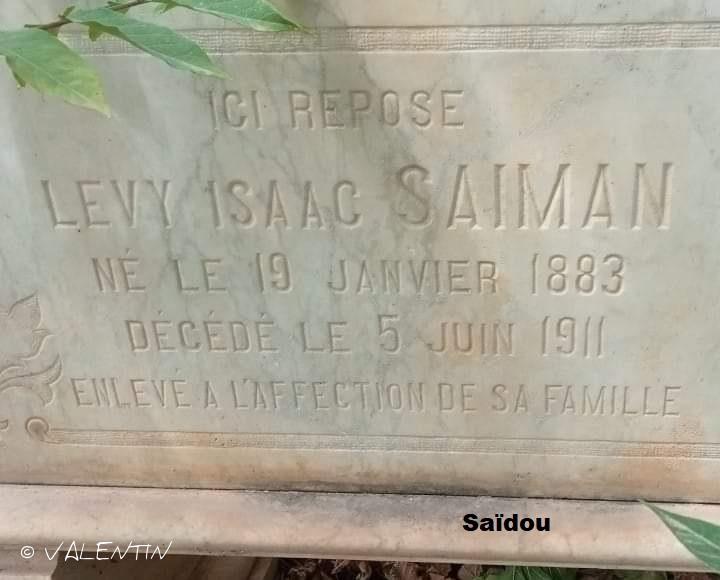 ICI REPOSE
LEVY ISAAC SAIMAN
NÉ LE 19 JANVIER 1883
DÉCÉDÉ LE 5 JUIN 1911
ENLEVÉ A L'AFFECTION DE SA FAMILLE
Saïdou
© VALENTIN